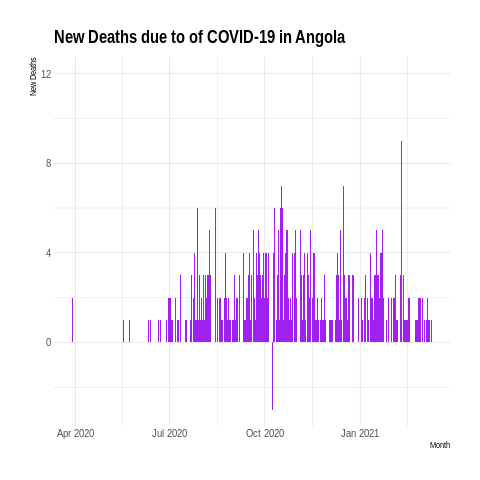 New Deaths due to of COVID-19 in Angola
New Deaths
12
8
4
0
Apr 2020
Jul 2020
Oct 2020
Jan 2021
Month